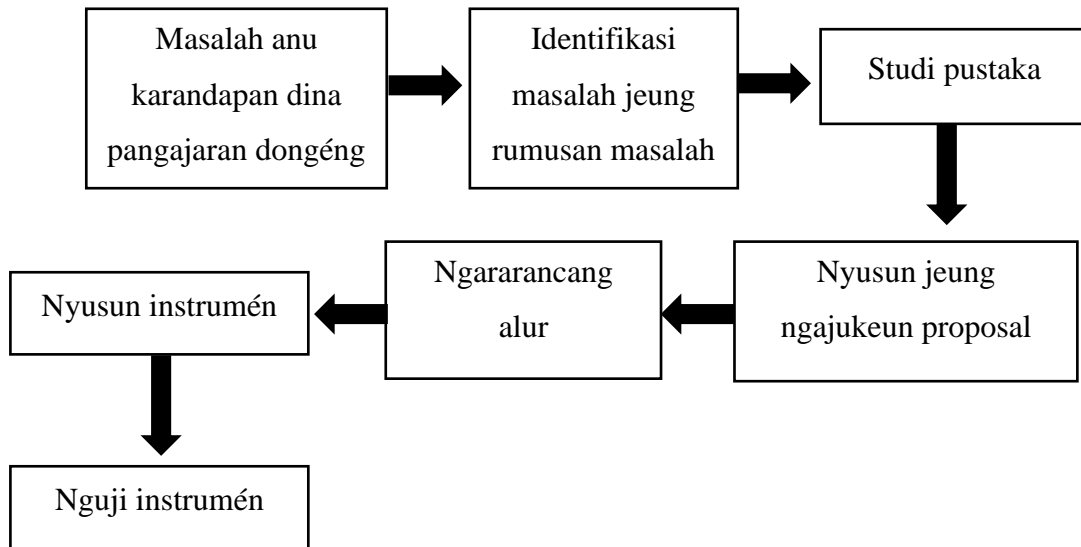 Masalah anu
karandapan dina
pangajaran dongéng
Identifikasi
masalah jeung
rumusan masalah
Studi pustaka
Nyusun jeung
ngajukeun proposal
Ngararancang
alur
Nyusun instrumén
Nguji instrumén